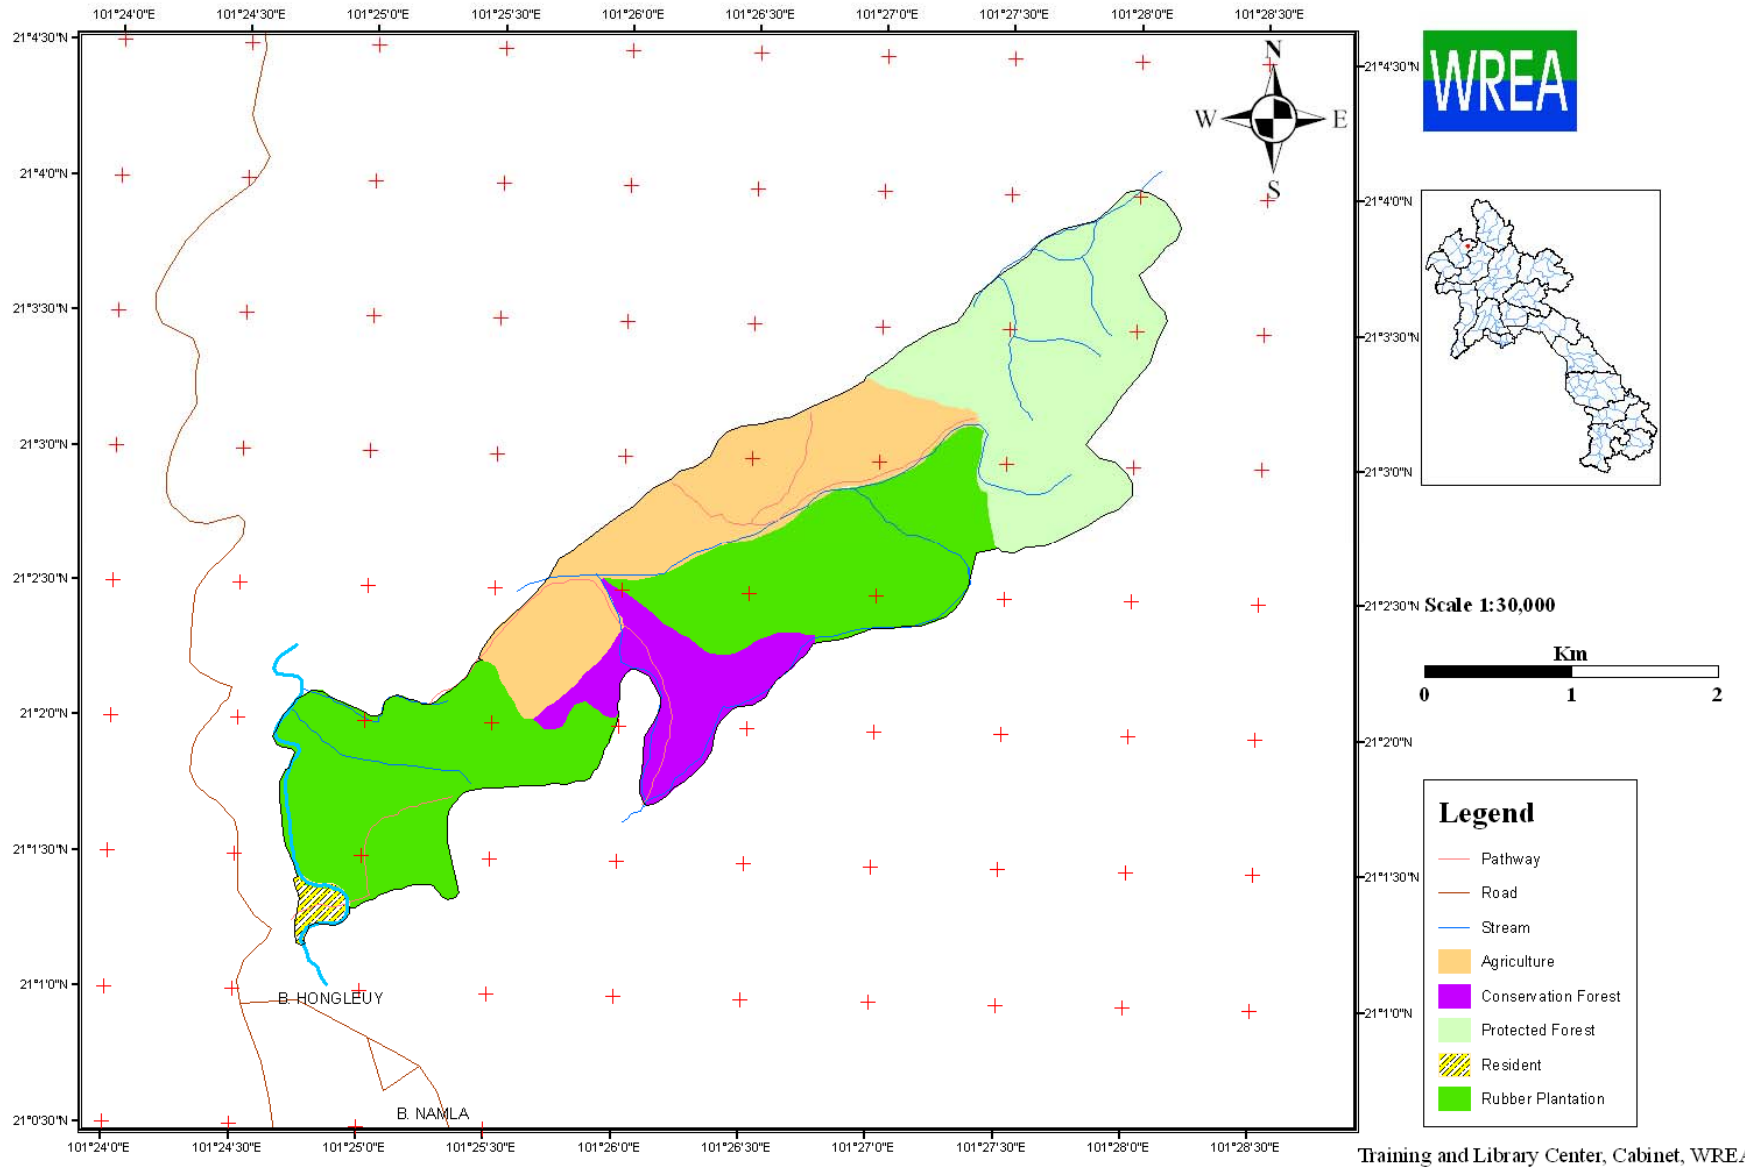 101°24'0"E 101°24'30"E 101°25'0"E 101°25'30"E 101°26'0"E 101°26'30"E 101°27'0"E 101°27'30"E 101°28'0"E 101°28'30"E
21°4'30"N
21°4'0"N
21°3'30"N
21°3'0"N
21°2'30"N
21°2'0"N
21°1'30"N
21°1'0"N
21°0'30"N
N
W E
S
B. HONGLEUY
B. NAMLA
21°4'30"N
21°4'0"N
21°3'30"N
21°3'0"N
21°2'30"N
21°2'0"N
21°1'30"N
21°1'0"N
101°24'0"E 101°24'30"E 101°25'0"E 101°25'30"E 101°26'0"E 101°26'30"E 101°27'0"E 101°27'30"E 101°28'0"E 101°28'30"E
WREA
Scale 1:30,000
Km
0 1 2
Legend
Pathway
Road
Stream
Agriculture
Conservation Forest
Protected Forest
Resident
Rubber Plantation
Training and Library Center, Cabinet, WREA